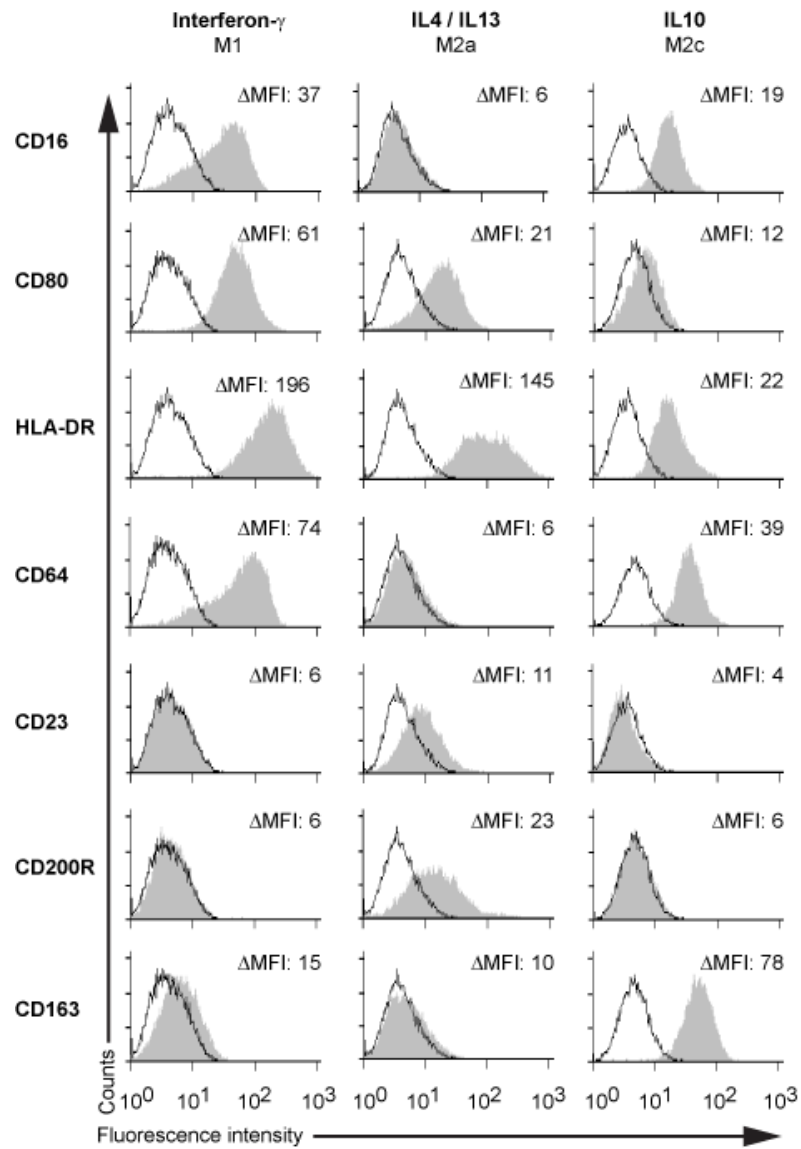 Interferon-γ IL4 / IL13 IL10
M1 M2a M2c
CD16 ΔMFI: 37 ΔMFI: 6 ΔMFI: 19
CD80 ΔMFI: 61 ΔMFI: 21 ΔMFI: 12
HLA-DR ΔMFI: 196 ΔMFI: 145 ΔMFI: 22
CD64 ΔMFI: 74 ΔMFI: 6 ΔMFI: 39
CD23 ΔMFI: 6 ΔMFI: 11 ΔMFI: 4
CD200R ΔMFI: 6 ΔMFI: 23 ΔMFI: 6
CD163 ΔMFI: 15 ΔMFI: 10 ΔMFI: 78
Counts
10⁰ 10¹ 10² 10³ 10⁰ 10¹ 10² 10³ 10⁰ 10¹ 10² 10³
Fluorescence intensity